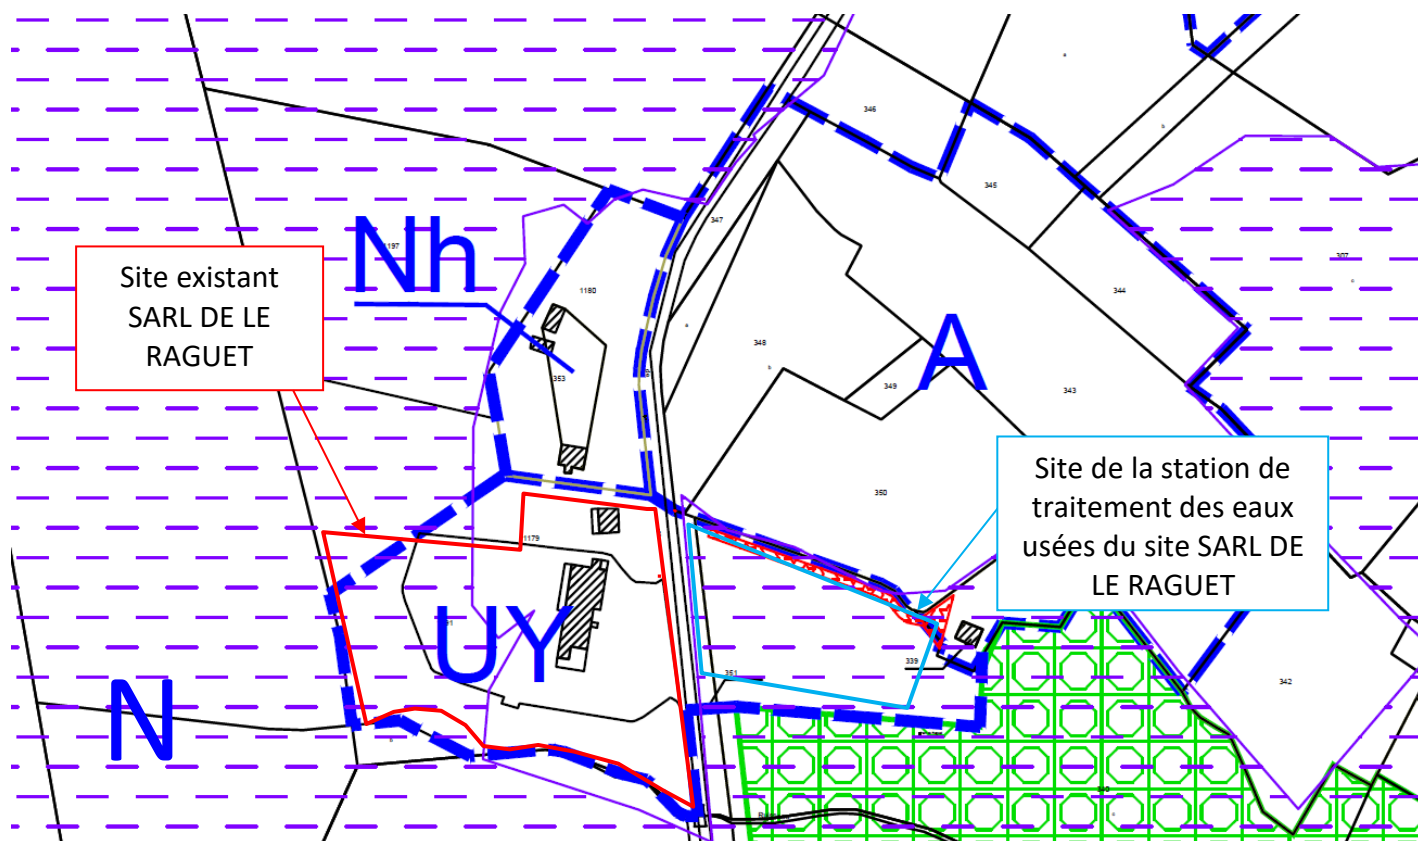 346
345
347
1197
Nh
Site existant
SARL DE LE
RAGUET
307
1180
344
348
A
353
349
343
350
Site de la station de
traitement des eaux
usées du site SARL DE
LE RAGUET
1179
UY
339
351
342
N
340